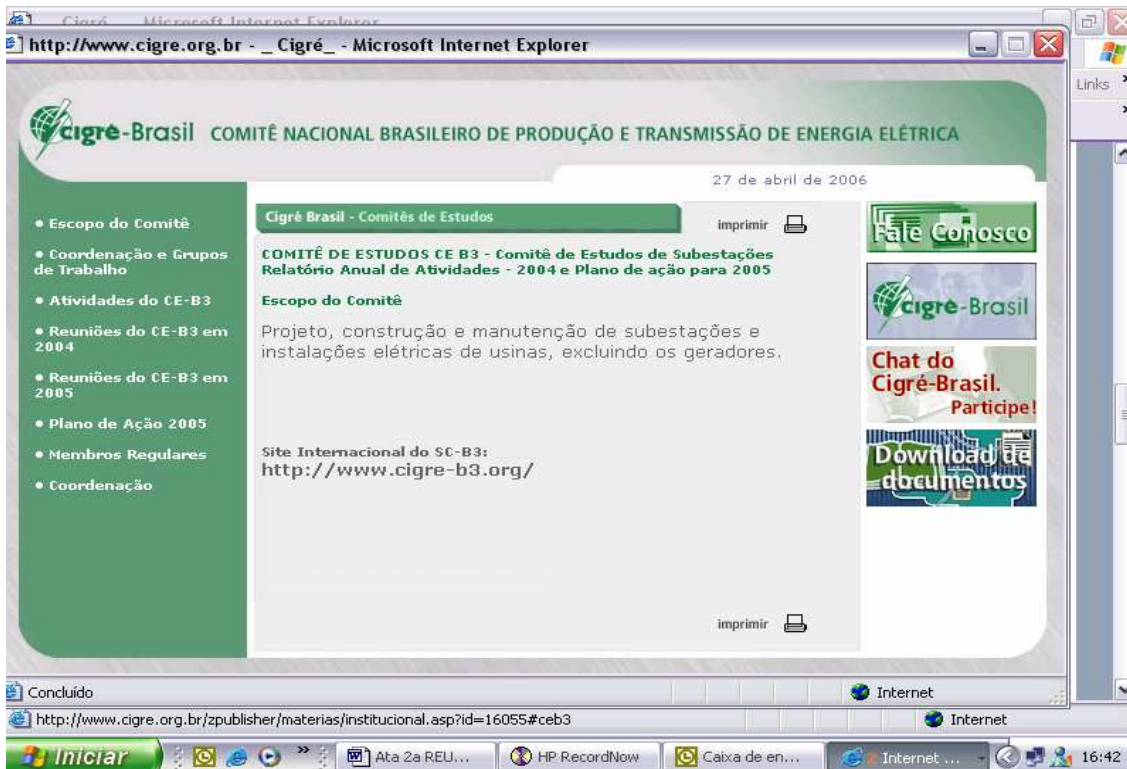 Cigré Microsoft Internet Explorer
http://www.cigre.org.br - _ Cigré_ - Microsoft Internet Explorer
Links
cigré-Brasil COMITÊ NACIONAL BRASILEIRO DE PRODUÇÃO E TRANSMISSÃO DE ENERGIA ELÉTRICA
27 de abril de 2006
• Escopo do Comitê
• Coordenação e Grupos
de Trabalho
• Atividades do CE-B3
• Reuniões do CE-B3 em
2004
• Reuniões do CE-B3 em
2005
• Plano de Ação 2005
• Membros Regulares
• Coordenação
Cigré Brasil - Comitês de Estudos
imprimir
COMITÊ DE ESTUDOS CE B3 - Comitê de Estudos de Subestações
Relatório Anual de Atividades - 2004 e Plano de ação para 2005
Escopo do Comitê
Projeto, construção e manutenção de subestações e
instalações elétricas de usinas, excluindo os geradores.
Site Internacional do SC-B3:
http://www.cigre-b3.org/
imprimir
Fale Conosco
cigré-Brasil
Chat do
Cigré-Brasil.
Participe!
Download de
documentos
Concluído
Internet
http://www.cigre.org.br/zpublisher/materias/institucional.asp?id=16055#ceb3
Internet
Iniciar
Ata 2a REU...
HP RecordNow
Caixa de en...
2 Internet ...
16:42